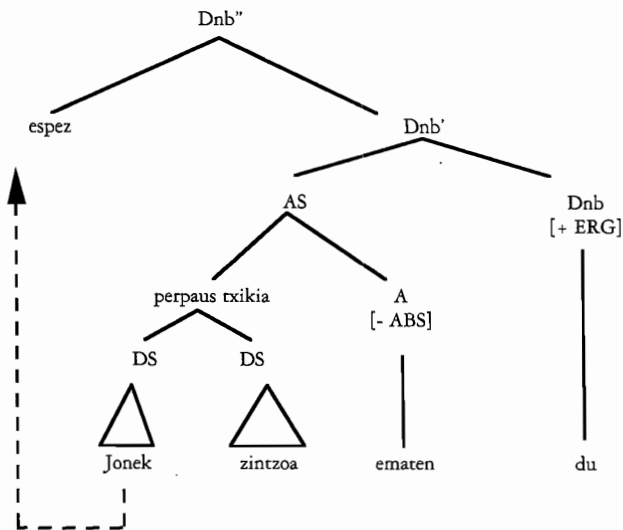 Dnb"
espez
Dnb'
AS
Dnb
[+ ERG]
perpaus txikia
A
[- ABS]
DS
DS
Jonek
zintzoa
ematen
du